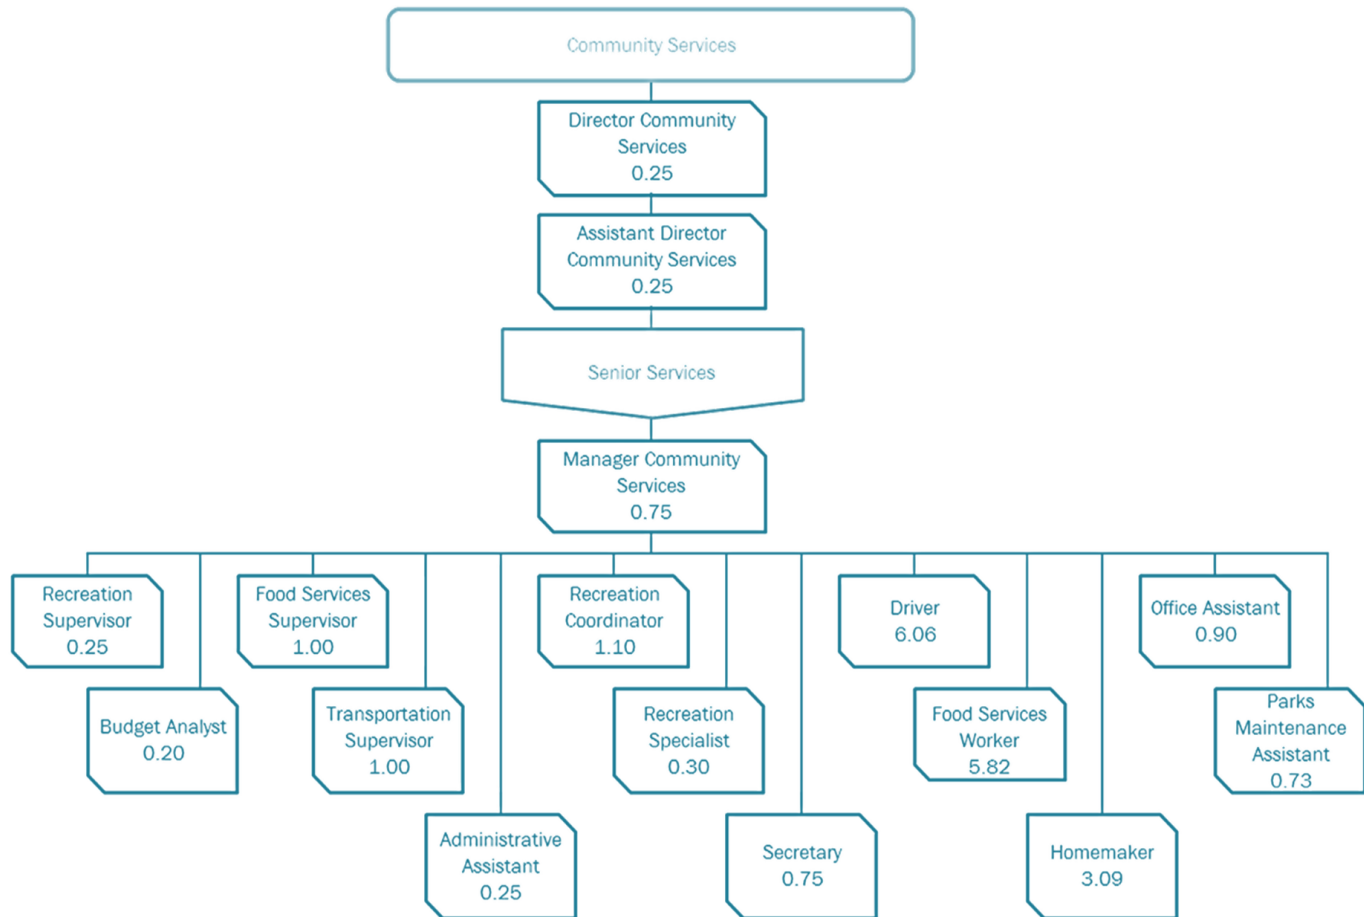 Community Services
Director Community
Services
0.25
Assistant Director
Community Services
0.25
Senior Services
Manager Community
Services
0.75
Recreation
Supervisor
0.25
Budget Analyst
0.20
Food Services
Supervisor
1.00
Transportation
Supervisor
1.00
Administrative
Assistant
0.25
Recreation
Coordinator
1.10
Recreation
Specialist
0.30
Secretary
0.75
Driver
6.06
Food Services
Worker
5.82
Homemaker
3.09
Office Assistant
0.90
Parks
Maintenance
Assistant
0.73